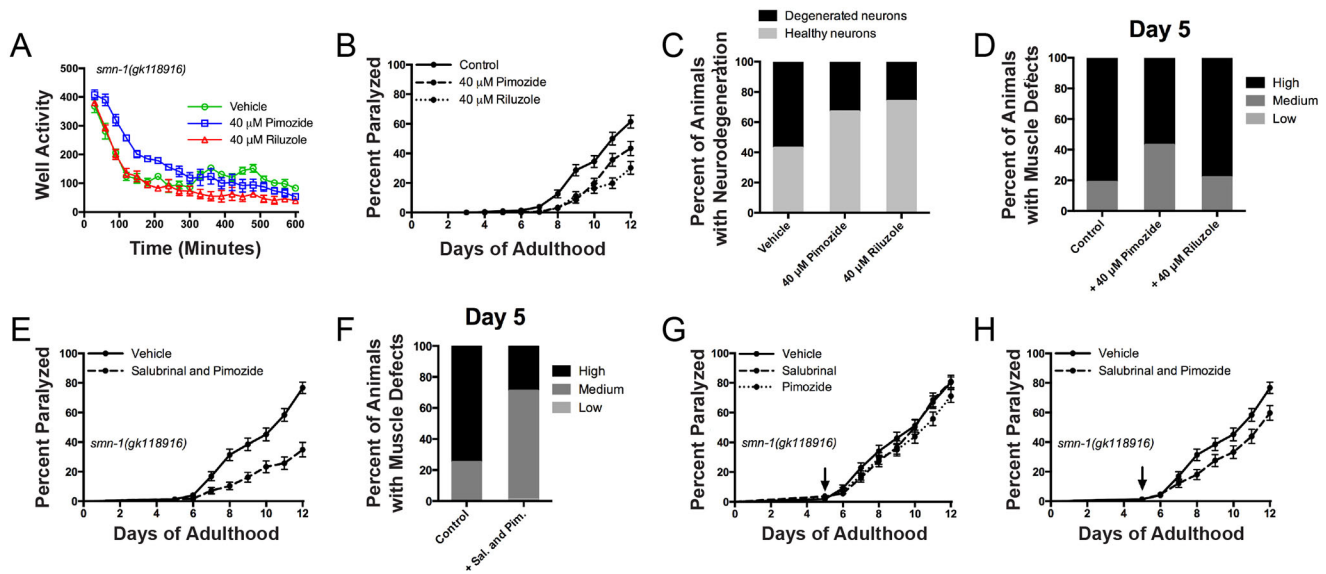 A
smn-1(gk118916)
Vehicle
40 μM Pimozide
40 μM Riluzole
Well Activity
500
400
300
200
100
0
0 100 200 300 400 500 600
Time (Minutes)
B
Control
40 μM Pimozide
40 μM Riluzole
Percent Paralyzed
100
80
60
40
20
0
0 2 4 6 8 10 12
Days of Adulthood
C
Degenerated neurons
Healthy neurons
Percent of Animals
with Neurodegeneration
100
80
60
40
20
0
Vehicle
40 μM Pimozide
40 μM Riluzole
D
Day 5
High
Medium
Low
Percent of Animals
with Muscle Defects
100
80
60
40
20
0
Control
+ 40 μM Pimozide
+ 40 μM Riluzole
E
Vehicle
Salubrinal and Pimozide
smn-1(gk118916)
Percent Paralyzed
100
80
60
40
20
0
0 2 4 6 8 10 12
Days of Adulthood
F
Day 5
High
Medium
Low
Percent of Animals
with Muscle Defects
100
80
60
40
20
0
Control
+ Sal. and Pim.
G
Vehicle
Salubrinal
Pimozide
smn-1(gk118916)
Percent Paralyzed
100
80
60
40
20
0
0 2 4 6 8 10 12
Days of Adulthood
H
Vehicle
Salubrinal and Pimozide
smn-1(gk118916)
Percent Paralyzed
100
80
60
40
20
0
0 2 4 6 8 10 12
Days of Adulthood